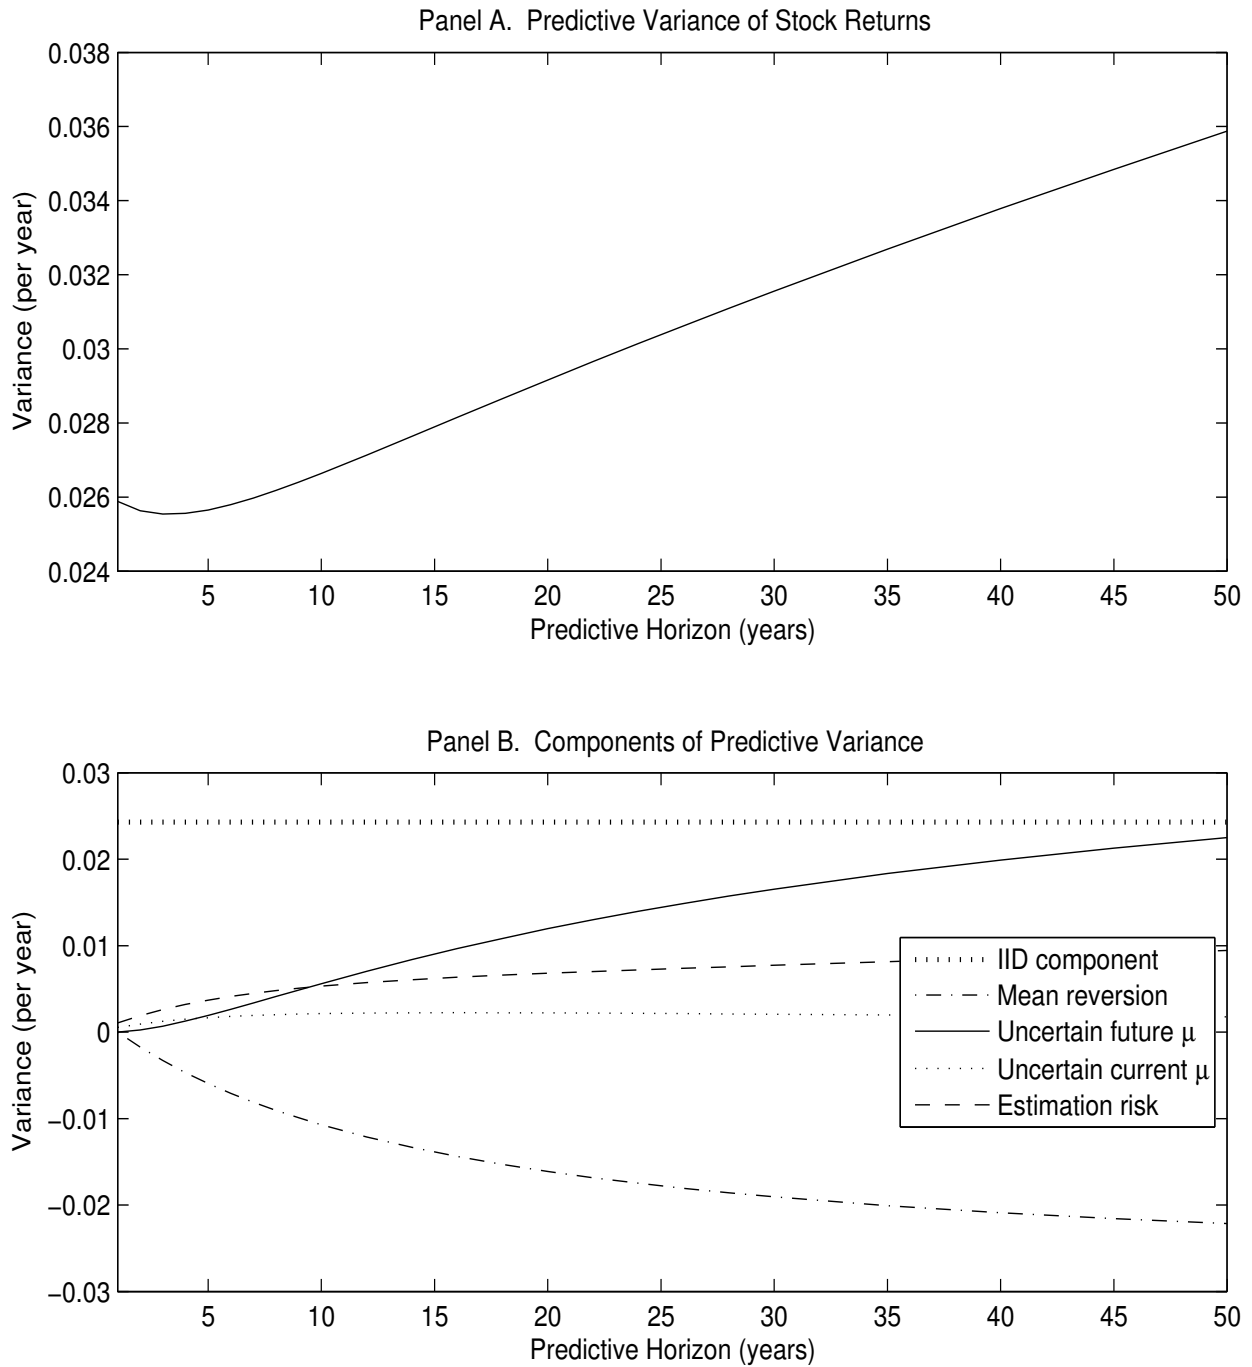 Panel A.  Predictive Variance of Stock Returns
0.038
0.036
0.034
0.032
0.03
0.028
0.026
0.024
Variance (per year)
5 10 15 20 25 30 35 40 45 50
Predictive Horizon (years)
Panel B.  Components of Predictive Variance
0.03
0.02
0.01
0
−0.01
−0.02
−0.03
Variance (per year)
IID component
Mean reversion
Uncertain future μ
Uncertain current μ
Estimation risk
5 10 15 20 25 30 35 40 45 50
Predictive Horizon (years)